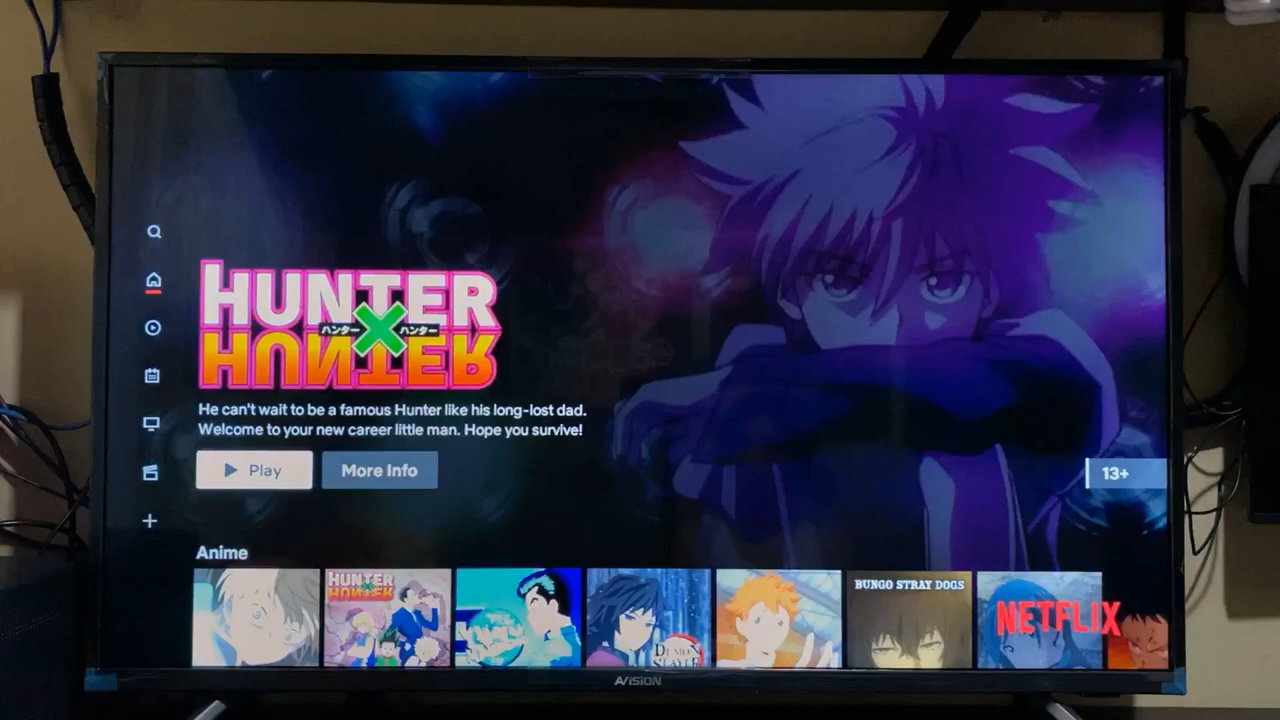 HUNTER
ハンター X ハンター
HUNTER
He can't wait to be a famous Hunter like his long-lost dad.
Welcome to your new career little man. Hope you survive!
Play
More Info
13+
Anime
HUNTER
HUNTER
DEMON
SLAYER
BUNGO STRAY DOGS
NETFLIX
AVISION